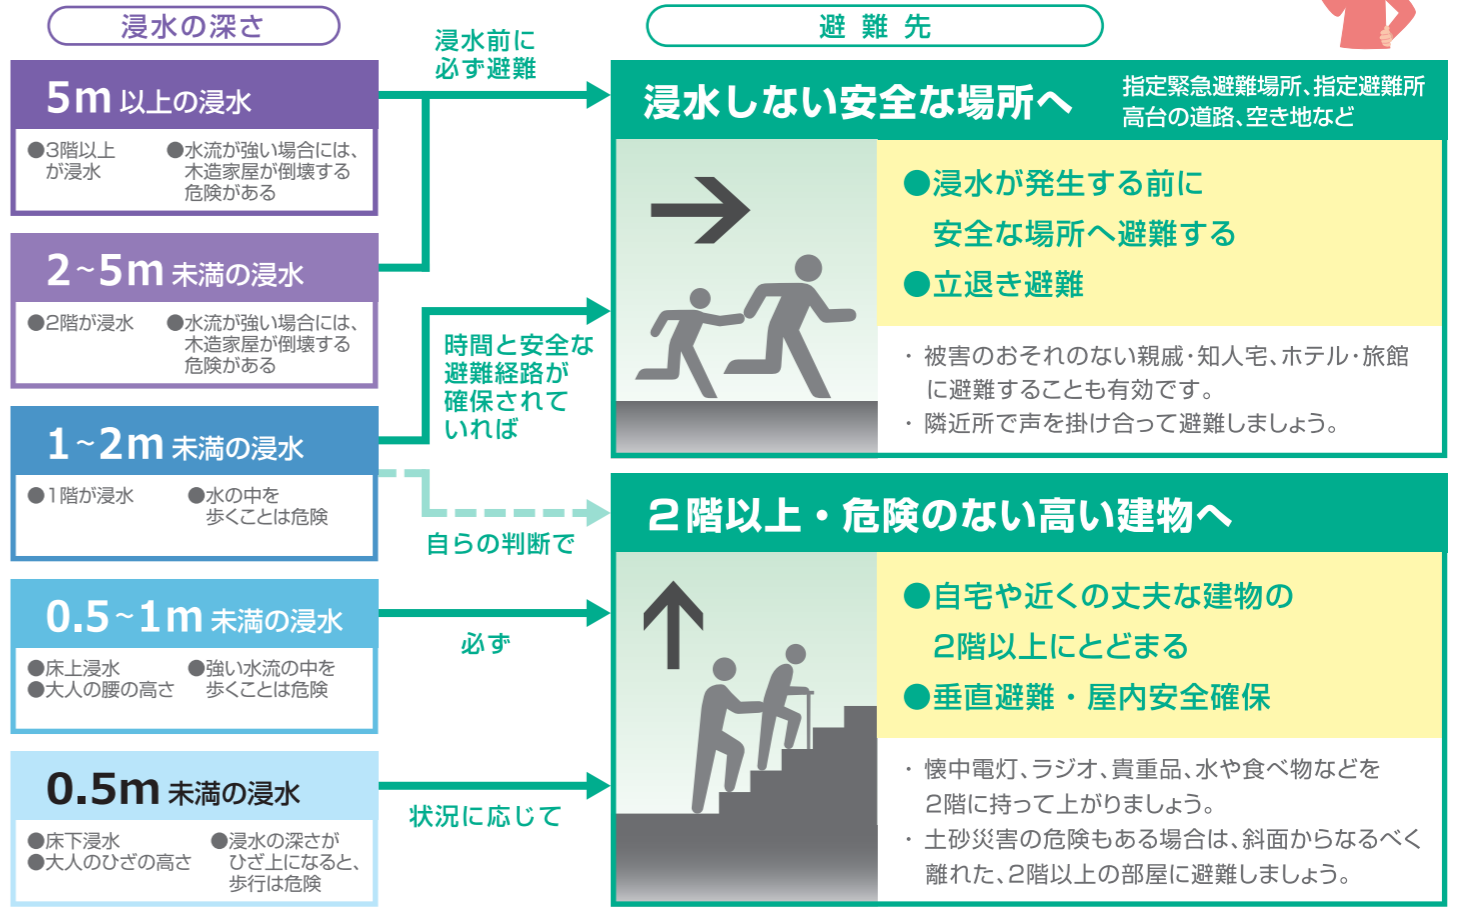 浸水の深さ
5m 以上の浸水
●3階以上
が浸水
●水流が強い場合には、
木造家屋が倒壊する
危険がある
2~5m 未満の浸水
●2階が浸水
●水流が強い場合には、
木造家屋が倒壊する
危険がある
1~2m 未満の浸水
●1階が浸水
●水の中を
歩くことは危険
0.5~1m 未満の浸水
●床上浸水
●大人の腰の高さ
●強い水流の中を
歩くことは危険
0.5m 未満の浸水
●床下浸水
●大人のひざの高さ
●浸水の深さが
ひざ上になると、
歩行は危険
浸水前に
必ず避難
時間と安全な
避難経路が
確保されて
いれば
自らの判断で
必ず
状況に応じて
避難先
浸水しない安全な場所へ
指定緊急避難場所、指定避難所
高台の道路、空き地など
●浸水が発生する前に
安全な場所へ避難する
●立退き避難
・被害のおそれのない親戚・知人宅、ホテル・旅館
に避難することも有効です。
・隣近所で声を掛け合って避難しましょう。
2階以上・危険のない高い建物へ
●自宅や近くの丈夫な建物の
2階以上にとどまる
●垂直避難・屋内安全確保
・懐中電灯、ラジオ、貴重品、水や食べ物などを
2階に持って上がりましょう。
・土砂災害の危険もある場合は、斜面からなるべく
離れた、2階以上の部屋に避難しましょう。